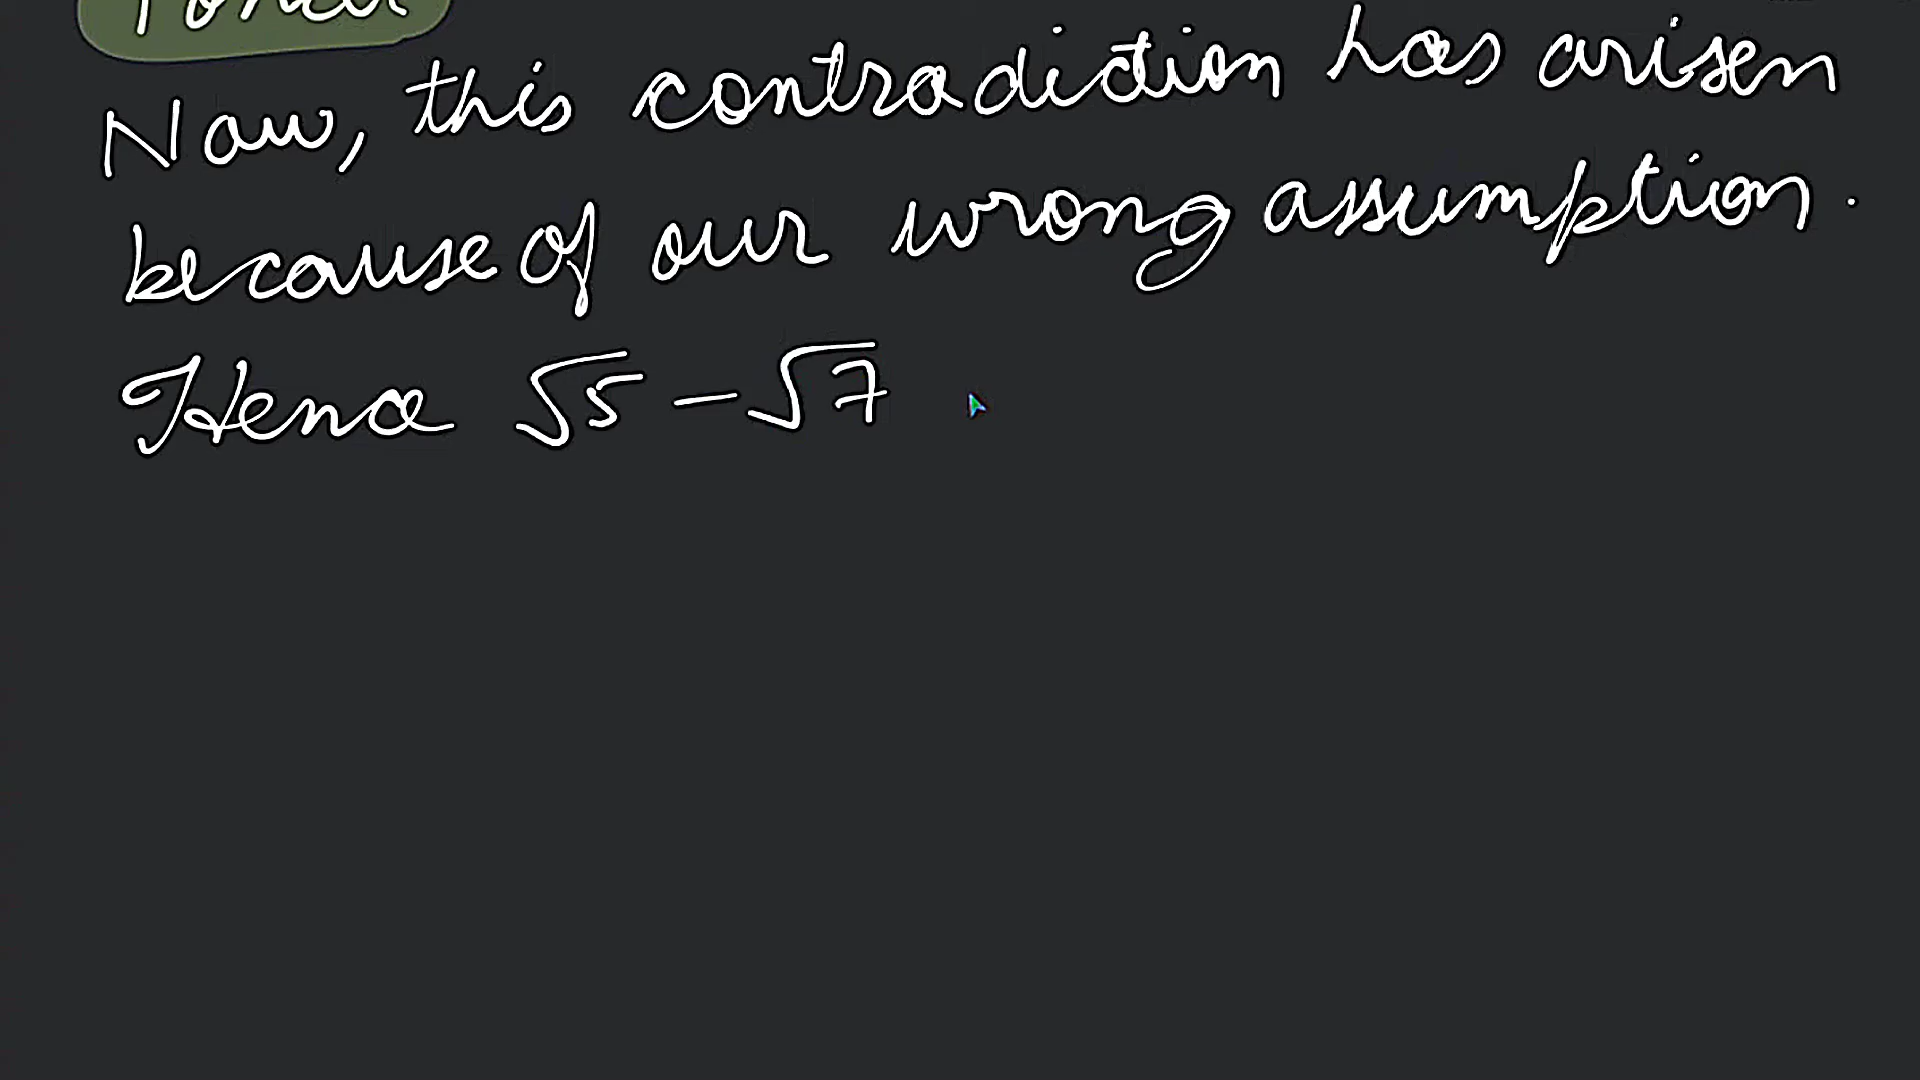 Now, this contradiction has arisen
because of our wrong assumption.
Hence √5 - √7